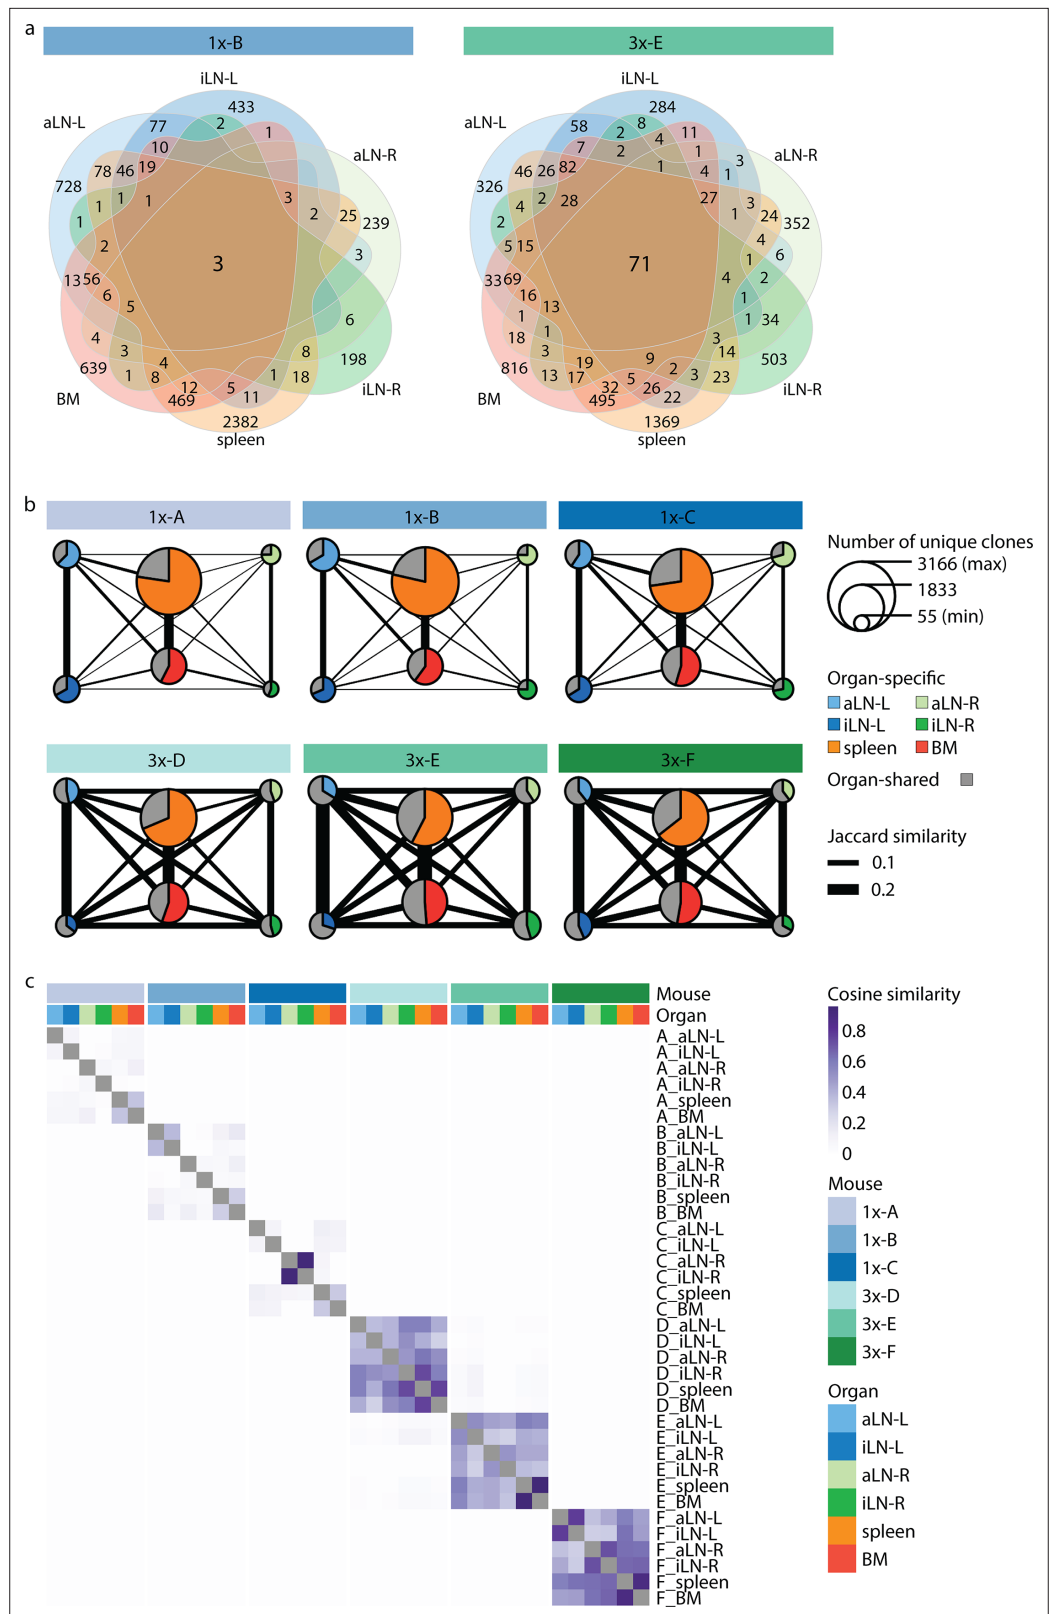 a
1x-B
3x-E
iLN-L
iLN-L
aLN-L
aLN-L
aLN-R
aLN-R
433
77
2
1
10
78 46 19
728
1
1
1
1
3
2
25
239
2
3
3
13 56
6
5
6
4
3
8
198
639
1
8
4
12
5
1
18
469
11
2382
BM
iLN-R
spleen
284
58
2
8
4
11
7
2
1
1
3
46 26 82
4
1
326
4
2
28
27
3
1
24
352
2
5 15
4
6
1
71
4
2
33 69
16
13
1
1
34
1
18
1
3
3
14
503
816
13 17
19
9
2
3
23
32
5
26
495
22
1369
BM
iLN-R
spleen
b
1x-A
1x-B
1x-C
Number of unique clones
3166 (max)
1833
55 (min)
Organ-specific
aLN-L
aLN-R
iLN-L
iLN-R
spleen
BM
Organ-shared
3x-D
3x-E
3x-F
Jaccard similarity
0.1
0.2
c
Mouse
Organ
A_aLN-L
A_iLN-L
A_aLN-R
A_iLN-R
A_spleen
A_BM
B_aLN-L
B_iLN-L
B_aLN-R
B_iLN-R
B_spleen
B_BM
C_aLN-L
C_iLN-L
C_aLN-R
C_iLN-R
C_spleen
C_BM
D_aLN-L
D_iLN-L
D_aLN-R
D_iLN-R
D_spleen
D_BM
E_aLN-L
E_iLN-L
E_aLN-R
E_iLN-R
E_spleen
E_BM
F_aLN-L
F_iLN-L
F_aLN-R
F_iLN-R
F_spleen
F_BM
Cosine similarity
0.8
0.6
0.4
0.2
0
Mouse
1x-A
1x-B
1x-C
3x-D
3x-E
3x-F
Organ
aLN-L
iLN-L
aLN-R
iLN-R
spleen
BM